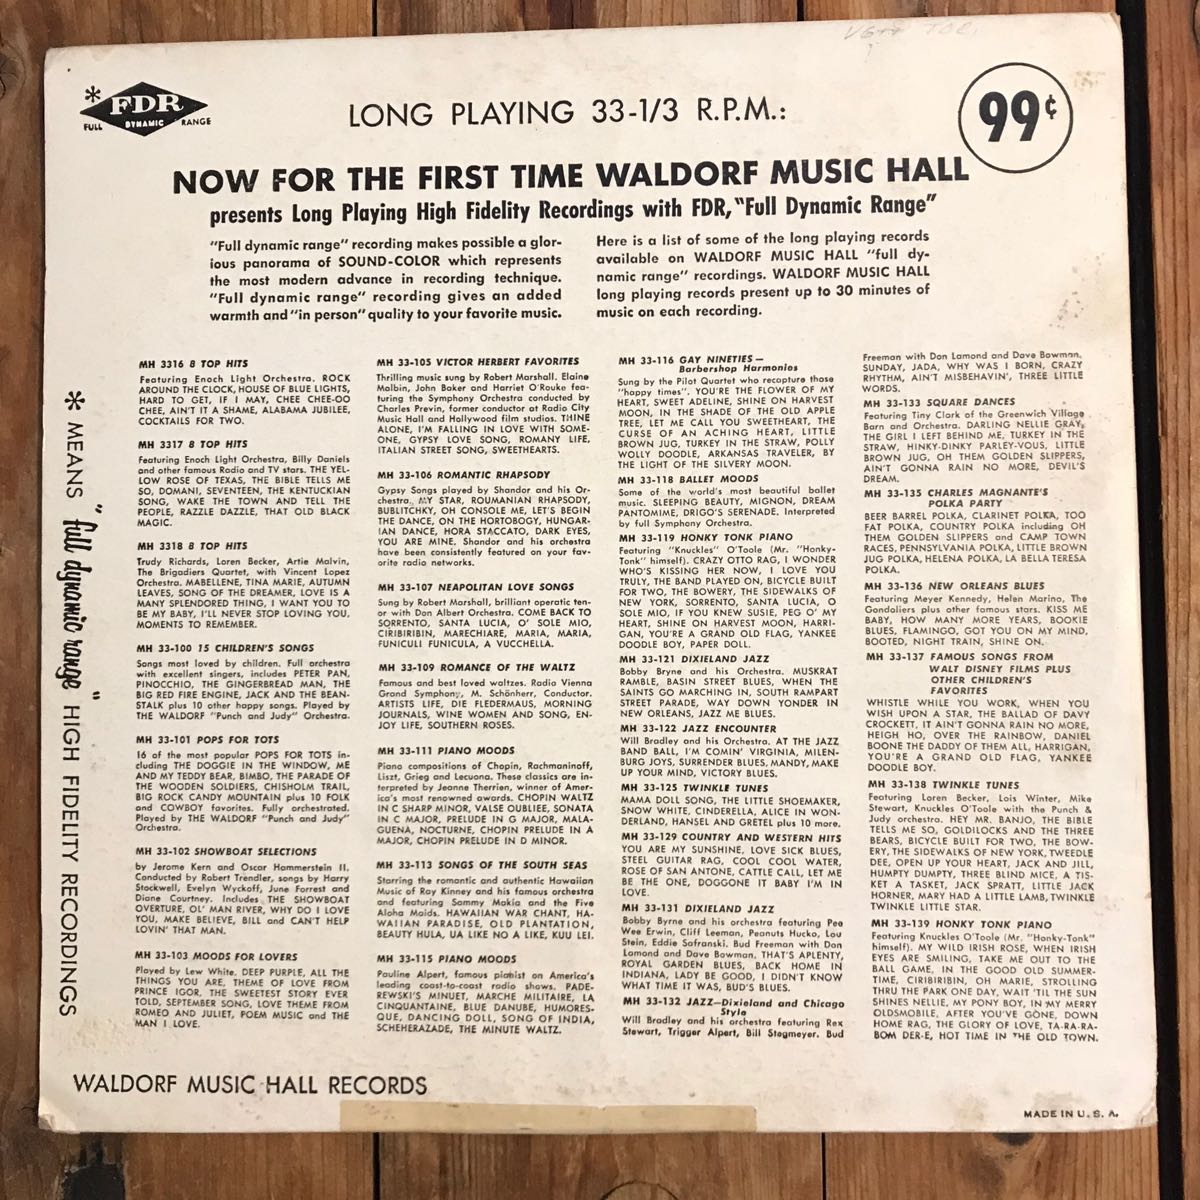 FDR
FULL DYNAMIC RANGE
LONG PLAYING 33-1/3 R.P.M.:
99¢
NOW FOR THE FIRST TIME WALDORF MUSIC HALL
presents Long Playing High Fidelity Recordings with FDR, "Full Dynamic Range"
"Full dynamic range" recording makes possible a glor-
ious panorama of SOUND-COLOR which represents
the most modern advance in recording technique.
"Full dynamic range" recording gives an added
warmth and "in person" quality to your favorite music.
Here is a list of some of the long playing records
available on WALDORF MUSIC HALL "full dy-
namic range" recordings. WALDORF MUSIC HALL
long playing records present up to 30 minutes of
music on each recording.
* MEANS "full dynamic range" HIGH FIDELITY RECORDINGS
MH 3316 8 TOP HITS
Featuring Enoch Light Orchestra. ROCK
AROUND THE CLOCK, HOUSE OF BLUE LIGHTS,
HARD TO GET, IF I MAY, CHEE CHEE-OO
CHEE, AIN'T IT A SHAME, ALABAMA JUBILEE,
COCKTAILS FOR TWO.
MH 3317 8 TOP HITS
Featuring Enoch Light Orchestra, Billy Daniels
and other famous Radio and TV stars. THE YEL-
LOW ROSE OF TEXAS, THE BIBLE TELLS ME
SO, DOMANI, SEVENTEEN, THE KENTUCKIAN
SONG, WAKE THE TOWN AND TELL THE
PEOPLE, RAZZLE DAZZLE, THAT OLD BLACK
MAGIC.
MH 3318 8 TOP HITS
Trudy Richards, Loren Becker, Artie Malvin,
The Brigadiers Quartet, with Vincent Lopez
Orchestra. MABELLENE, TINA MARIE, AUTUMN
LEAVES, SONG OF THE DREAMER, LOVE IS A
MANY SPLENDORED THING, I WANT YOU TO
BE MY BABY, I'LL NEVER STOP LOVING YOU,
MOMENTS TO REMEMBER.
MH 33-100 15 CHILDREN'S SONGS
Songs most loved by children. Full orchestra
with excellent singers, includes PETER PAN,
PINOCCHIO, THE GINGERBREAD MAN, THE
BIG RED FIRE ENGINE, JACK AND THE BEAN-
STALK plus 10 other happy songs. Played by
THE WALDORF "Punch and Judy" Orchestra.
MH 33-101 POPS FOR TOTS
16 of the most popular POPS FOR TOTS in-
cluding THE DOGGIE IN THE WINDOW, ME
AND MY TEDDY BEAR, BIMBO, THE PARADE OF
THE WOODEN SOLDIERS, CHISHOLM TRAIL,
BIG ROCK CANDY MOUNTAIN plus 10 FOLK
and COWBOY favorites. Fully orchestrated.
Played by THE WALDORF "Punch and Judy"
Orchestra.
MH 33-102 SHOWBOAT SELECTIONS
by Jerome Kern and Oscar Hammerstein II.
Conducted by Robert Trendler, songs by Harry
Stockwell, Evelyn Wyckoff, June Forrest and
Diane Courtney. Includes THE SHOWBOAT
OVERTURE, OL' MAN RIVER, WHY DO I LOVE
YOU, MAKE BELIEVE, BILL and CAN'T HELP
LOVIN' THAT MAN.
MH 33-103 MOODS FOR LOVERS
Played by Lew White. DEEP PURPLE, ALL THE
THINGS YOU ARE, THEME OF LOVE FROM
PRINCE IGOR, THE SWEETEST STORY EVER
TOLD, SEPTEMBER SONG, LOVE THEME FROM
ROMEO AND JULIET, POEM MUSIC and THE
MAN I LOVE.
MH 33-105 VICTOR HERBERT FAVORITES
Thrilling music sung by Robert Marshall, Elaine
Malbin, John Baker and Harriet O'Rouke fea-
turing the Symphony Orchestra conducted by
Charles Previn, former conductor at Radio City
Music Hall and Hollywood film studios. THINE
ALONE, I'M FALLING IN LOVE WITH SOME-
ONE, GYPSY LOVE SONG, ROMANY LIFE,
ITALIAN STREET SONG, SWEETHEARTS.
MH 33-106 ROMANTIC RHAPSODY
Gypsy Songs played by Shandor and his Or-
chestra, MY STAR, ROUMANIAN RHAPSODY,
BUBLITCHKY, OH CONSOLE ME, LET'S BEGIN
THE DANCE, ON THE HORTOBOGY, HUNGAR-
IAN DANCE, HORA STACCATO, DARK EYES,
YOU ARE MINE. Shandor and his orchestra
have been consistently featured on your fav-
orite radio networks.
MH 33-107 NEAPOLITAN LOVE SONGS
Sung by Robert Marshall, brilliant operatic ten-
or with Don Albert Orchestra. COME BACK TO
SORRENTO, SANTA LUCIA, O' SOLE MIO,
CIRIBIRIBIN, MARECHIARE, MARIA, MARIA,
FUNICULI FUNICULA, A VUCCHELLA.
MH 33-109 ROMANCE OF THE WALTZ
Famous and best loved waltzes. Radio Vienna
Grand Symphony, M. Schönherr, Conductor.
ARTISTS LIFE, DIE FLEDERMAUS, MORNING
JOURNALS, WINE WOMEN AND SONG, EN-
JOY LIFE, SOUTHERN ROSES.
MH 33-111 PIANO MOODS
Piano compositions of Chopin, Rachmaninoff,
Liszt, Grieg and Lecuona. These classics are in-
terpreted by Jeanne Therrien, winner of Amer-
ica's most renowned awards. CHOPIN WALTZ
IN C SHARP MINOR, VALSE OUBLIEE, SONATA
IN C MAJOR, PRELUDE IN G MAJOR, MALA-
GUENA, NOCTURNE, CHOPIN PRELUDE IN A
MAJOR, CHOPIN PRELUDE IN D MINOR.
MH 33-113 SONGS OF THE SOUTH SEAS
Starring the romantic and authentic Hawaiian
Music of Ray Kinney and his famous orchestra
and featuring Sammy Makia and the Five
Aloha Maids. HAWAIIAN WAR CHANT, HA-
WAIIAN PARADISE, OLD PLANTATION,
BEAUTY HULA, UA LIKE NO A LIKE, KUU LEI.
MH 33-115 PIANO MOODS
Pauline Alpert, famous pianist on America's
leading coast-to-coast radio shows. PADE-
REWSKI'S MINUET, MARCHE MILITAIRE, LA
CINQUANTAINE, BLUE DANUBE, HUMORES-
QUE, DANCING DOLL, SONG OF INDIA,
SCHEHERAZADE, THE MINUTE WALTZ.
MH 33-116 GAY NINETIES —
Barbershop Harmonies
Sung by the Pilot Quartet who recapture those
"happy times". YOU'RE THE FLOWER OF MY
HEART, SWEET ADELINE, SHINE ON HARVEST
MOON, IN THE SHADE OF THE OLD APPLE
TREE, LET ME CALL YOU SWEETHEART, THE
CURSE OF AN ACHING HEART, LITTLE
BROWN JUG, TURKEY IN THE STRAW, POLLY
WOLLY DOODLE, ARKANSAS TRAVELER, BY
THE LIGHT OF THE SILVERY MOON.
MH 33-118 BALLET MOODS
Some of the world's most beautiful ballet
music. SLEEPING BEAUTY, MIGNON, DREAM
PANTOMIME, DRIGO'S SERENADE. Interpreted
by full Symphony Orchestra.
MH 33-119 HONKY TONK PIANO
Featuring "Knuckles" O'Toole (Mr. "Honky-
Tonk" himself). CRAZY OTTO RAG, I WONDER
WHO'S KISSING HER NOW, I LOVE YOU
TRULY, THE BAND PLAYED ON, BICYCLE BUILT
FOR TWO, THE BOWERY, THE SIDEWALKS OF
NEW YORK, SORRENTO, SANTA LUCIA, O
SOLE MIO, IF YOU KNEW SUSIE, PEG O' MY
HEART, SHINE ON HARVEST MOON, HARRI-
GAN, YOU'RE A GRAND OLD FLAG, YANKEE
DOODLE BOY, PAPER DOLL.
MH 33-121 DIXIELAND JAZZ
Bobby Bryne and his Orchestra. MUSKRAT
RAMBLE, BASIN STREET BLUES, WHEN THE
SAINTS GO MARCHING IN, SOUTH RAMPART
STREET PARADE, WAY DOWN YONDER IN
NEW ORLEANS, JAZZ ME BLUES.
MH 33-122 JAZZ ENCOUNTER
Will Bradley and his Orchestra. AT THE JAZZ
BAND BALL, I'M COMIN' VIRGINIA, MILEN-
BURG JOYS, SURRENDER BLUES, MANDY, MAKE
UP YOUR MIND, VICTORY BLUES.
MH 33-125 TWINKLE TUNES
MAMA DOLL SONG, THE LITTLE SHOEMAKER,
SNOW WHITE, CINDERELLA, ALICE IN WON-
DERLAND, HANSEL AND GRETEL plus 10 more.
MH 33-129 COUNTRY AND WESTERN HITS
YOU ARE MY SUNSHINE, LOVE SICK BLUES,
STEEL GUITAR RAG, COOL COOL WATER,
ROSE OF SAN ANTONE, CATTLE CALL, LET ME
BE THE ONE, DOGGONE IT BABY I'M IN
LOVE.
MH 33-131 DIXIELAND JAZZ
Bobby Byrne and his orchestra featuring Pee
Wee Erwin, Cliff Leeman, Peanuts Hucko, Lou
Stein, Eddie Safranski. Bud Freeman with Don
Lamond and Dave Bowman, THAT'S APLENTY,
ROYAL GARDEN BLUES, BACK HOME IN
INDIANA, LADY BE GOOD, I DIDN'T KNOW
WHAT TIME IT WAS, BUD'S BLUES.
MH 33-132 JAZZ—Dixieland and Chicago
Style
Will Bradley and his orchestra featuring Rex
Stewart, Trigger Alpert, Bill Stegmeyer. Bud
Freeman with Don Lamond and Dave Bowman,
SUNDAY, JADA, WHY WAS I BORN, CRAZY
RHYTHM, AIN'T MISBEHAVIN', THREE LITTLE
WORDS.
MH 33-133 SQUARE DANCES
Featuring Tiny Clark of the Greenwich Village
Barn and Orchestra. DARLING NELLIE GRAY,
THE GIRL I LEFT BEHIND ME, TURKEY IN THE
STRAW, HINKY-DINKY PARLEY-VOUS, LITTLE
BROWN JUG, OH THEM GOLDEN SLIPPERS,
AIN'T GONNA RAIN NO MORE, DEVIL'S
DREAM.
MH 33-135 CHARLES MAGNANTE'S
POLKA PARTY
BEER BARREL POLKA, CLARINET POLKA, TOO
FAT POLKA, COUNTRY POLKA including OH
THEM GOLDEN SLIPPERS and CAMP TOWN
RACES, PENNSYLVANIA POLKA, LITTLE BROWN
JUG POLKA, HELENA POLKA, LA BELLA TERESA
POLKA.
MH 33-136 NEW ORLEANS BLUES
Featuring Meyer Kennedy, Helen Marino, The
Gondoliers plus other famous stars. KISS ME
BABY, HOW MANY MORE YEARS, BOOKIE
BLUES, FLAMINGO, GOT YOU ON MY MIND,
BOOTED, NIGHT TRAIN, SHINE ON.
MH 33-137 FAMOUS SONGS FROM
WALT DISNEY FILMS PLUS
OTHER CHILDREN'S
FAVORITES
WHISTLE WHILE YOU WORK, WHEN YOU
WISH UPON A STAR, THE BALLAD OF DAVY
CROCKETT, IT AIN'T GONNA RAIN NO MORE,
HEIGH HO, OVER THE RAINBOW, DANIEL
BOONE THE DADDY OF THEM ALL, HARRIGAN,
YOU'RE A GRAND OLD FLAG, YANKEE
DOODLE BOY.
MH 33-138 TWINKLE TUNES
Featuring Loren Becker, Lois Winter, Mike
Stewart, Knuckles O'Toole with the Punch &
Judy orchestra. HEY MR. BANJO, THE BIBLE
TELLS ME SO, GOLDILOCKS AND THE THREE
BEARS, BICYCLE BUILT FOR TWO, THE BOW-
ERY, THE SIDEWALKS OF NEW YORK, TWEEDLE
DEE, OPEN UP YOUR HEART, JACK AND JILL,
HUMPTY DUMPTY, THREE BLIND MICE, A TIS-
KET A TASKET, JACK SPRATT, LITTLE JACK
HORNER, MARY HAD A LITTLE LAMB, TWINKLE
TWINKLE LITTLE STAR.
MH 33-139 HONKY TONK PIANO
Featuring Knuckles O'Toole (Mr. "Honky-Tonk"
himself). MY WILD IRISH ROSE, WHEN IRISH
EYES ARE SMILING, TAKE ME OUT TO THE
BALL GAME, IN THE GOOD OLD SUMMER-
TIME, CIRIBIRIBIN, OH MARIE, STROLLING
THRU THE PARK ONE DAY, WAIT 'TIL THE SUN
SHINES NELLIE, MY PONY BOY, IN MY MERRY
OLDSMOBILE, AFTER YOU'VE GONE, DOWN
HOME RAG, THE GLORY OF LOVE, TA-RA-RA-
BOM DER-E, HOT TIME IN THE OLD TOWN.
WALDORF MUSIC HALL RECORDS
MADE IN U. S. A.